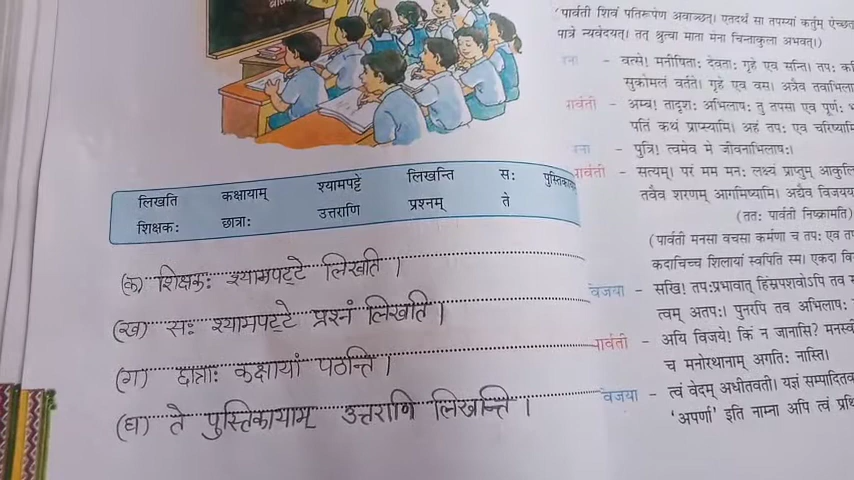 लिखति कक्षायाम् श्यामपट्टे लिखन्ति सः
शिक्षकः छात्राः उत्तराणि प्रश्नम् ते
(क) शिक्षकः श्यामपट्टे लिखति ।
(ख) सः श्यामपट्टे प्रश्नं लिखति ।
(ग) छात्राः कक्षायां पठन्ति ।
(घ) ते पुस्तिकायाम् उत्तराणि लिखन्ति ।
(पार्वती शिवं पतिरूपेण अवाञ्छत्। एतदर्थं सा तपस्यां कर्तुम् ऐच्छत्
पात्रे न्यवेदयत्। तत् श्रुत्वा माता मेना चिन्ताकुला अभवत्।)
– वत्से! मनीषिताः देवताः गृहे एव सन्ति। तपः
सुकोमलं वर्तते। गृहे एव वस। अत्रैव तवाभिला
पार्वती – अम्ब! तादृशः अभिलाषः तु तपसा एव पूर्णः
पतिं कथं प्राप्स्यामि। अहं तपः एव चरिष्यामि
– पुत्रि! त्वमेव मे जीवनाभिलाषः।
पार्वती – सत्यम्। परं मम मनः लक्ष्यं प्राप्तुम् आकुलि
तवैव शरणम् आगमिष्यामि। अद्यैव विजयय
(ततः पार्वती निष्क्रामति)
(पार्वती मनसा वचसा कर्मणा च तपः एव
कदाचिच्च शिलायां स्वपिति स्म। एकदा वि
विजया – सखि! तपःप्रभावात् हिंस्रपशवोऽपि तव
त्वम् अतपः। पुनरपि तव अभिलाषः
पार्वती – अयि विजये! किं न जानासि? मनस्वी
च मनोरथानाम् अगतिः नास्ति।
विजया – त्वं वेदम् अधीतवती। यज्ञं सम्पादितव
'अपर्णा' इति नाम्ना अपि त्वं प्रथि